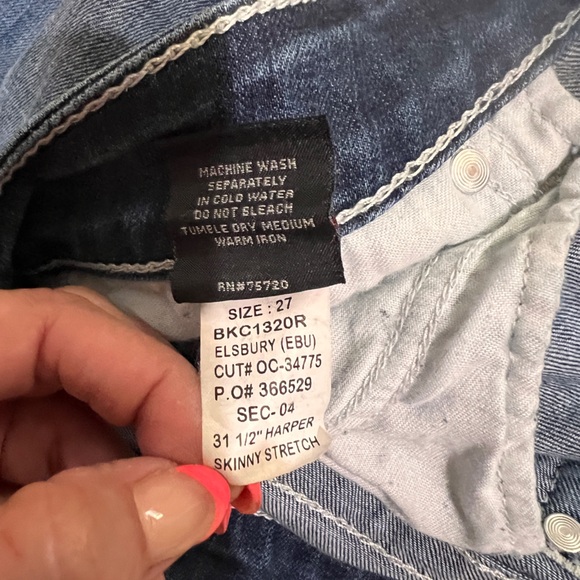 MACHINE WASH
SEPARATELY
IN COLD WATER
DO NOT BLEACH
TUMBLE DRY MEDIUM
WARM IRON
RN#75720
SIZE : 27
BKC1320R
ELSBURY (EBU)
CUT# OC-34775
P.O# 366529
SEC- 04
31 1/2" HARPER
SKINNY STRETCH